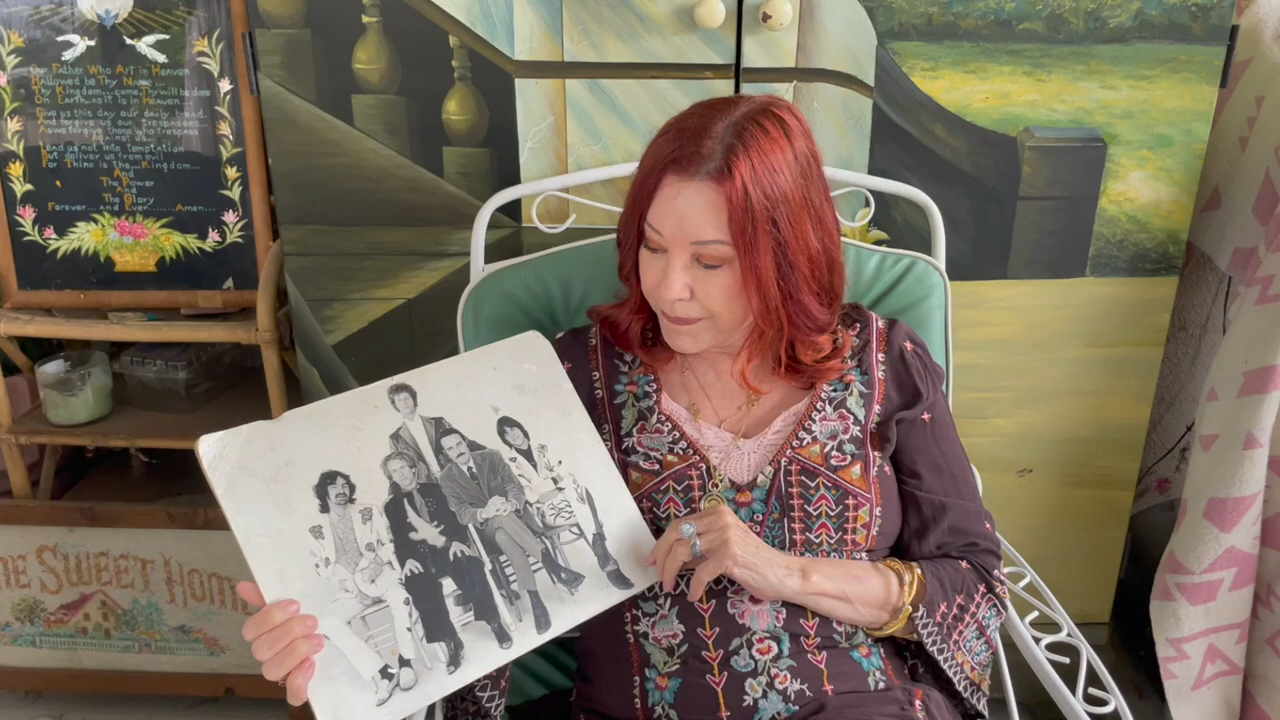 Our Father Who Art in Heaven
Hallowed be Thy Name...
Thy Kingdom...come,Thy will be done
On Earth..as it is in Heaven...
Give us this day our daily bread.
And forgive us our trespasses...
As we forgive those who trespass
Against us...
Lead us not into temptation
But deliver us from evil
For Thine is the...Kingdom...
And
The Power
And
The Glory
Forever...and Ever.......Amen...
Sweet Home